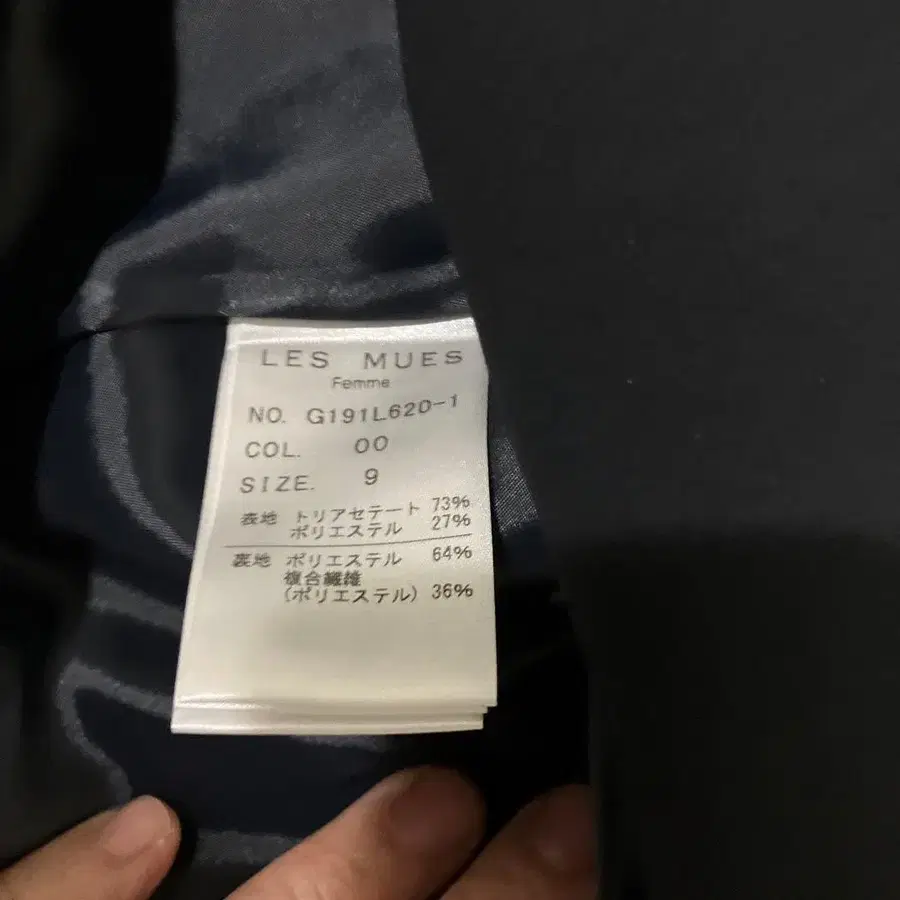 LES MUES
Femme
NO. G191L620-1
COL. 00
SIZE. 9
表地 トリアセテート 73%
ポリエステル 27%
裏地 ポリエステル 64%
複合繊維
(ポリエステル) 36%